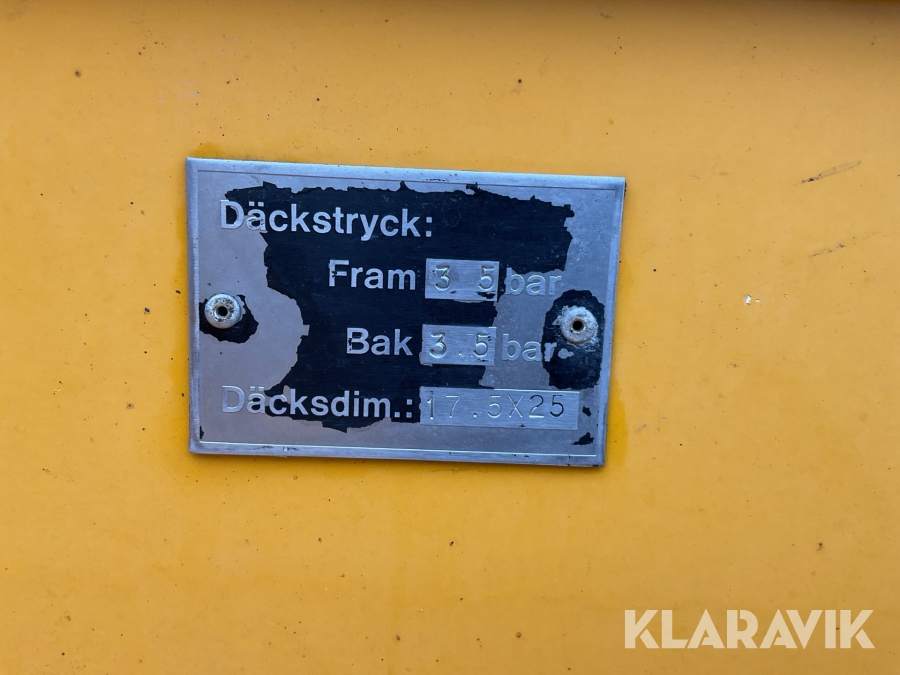 Däckstryck:
Fram 3 5 bar
Bak 3.5 bar
Däcksdim.: 17.5X25
KLARAVIK